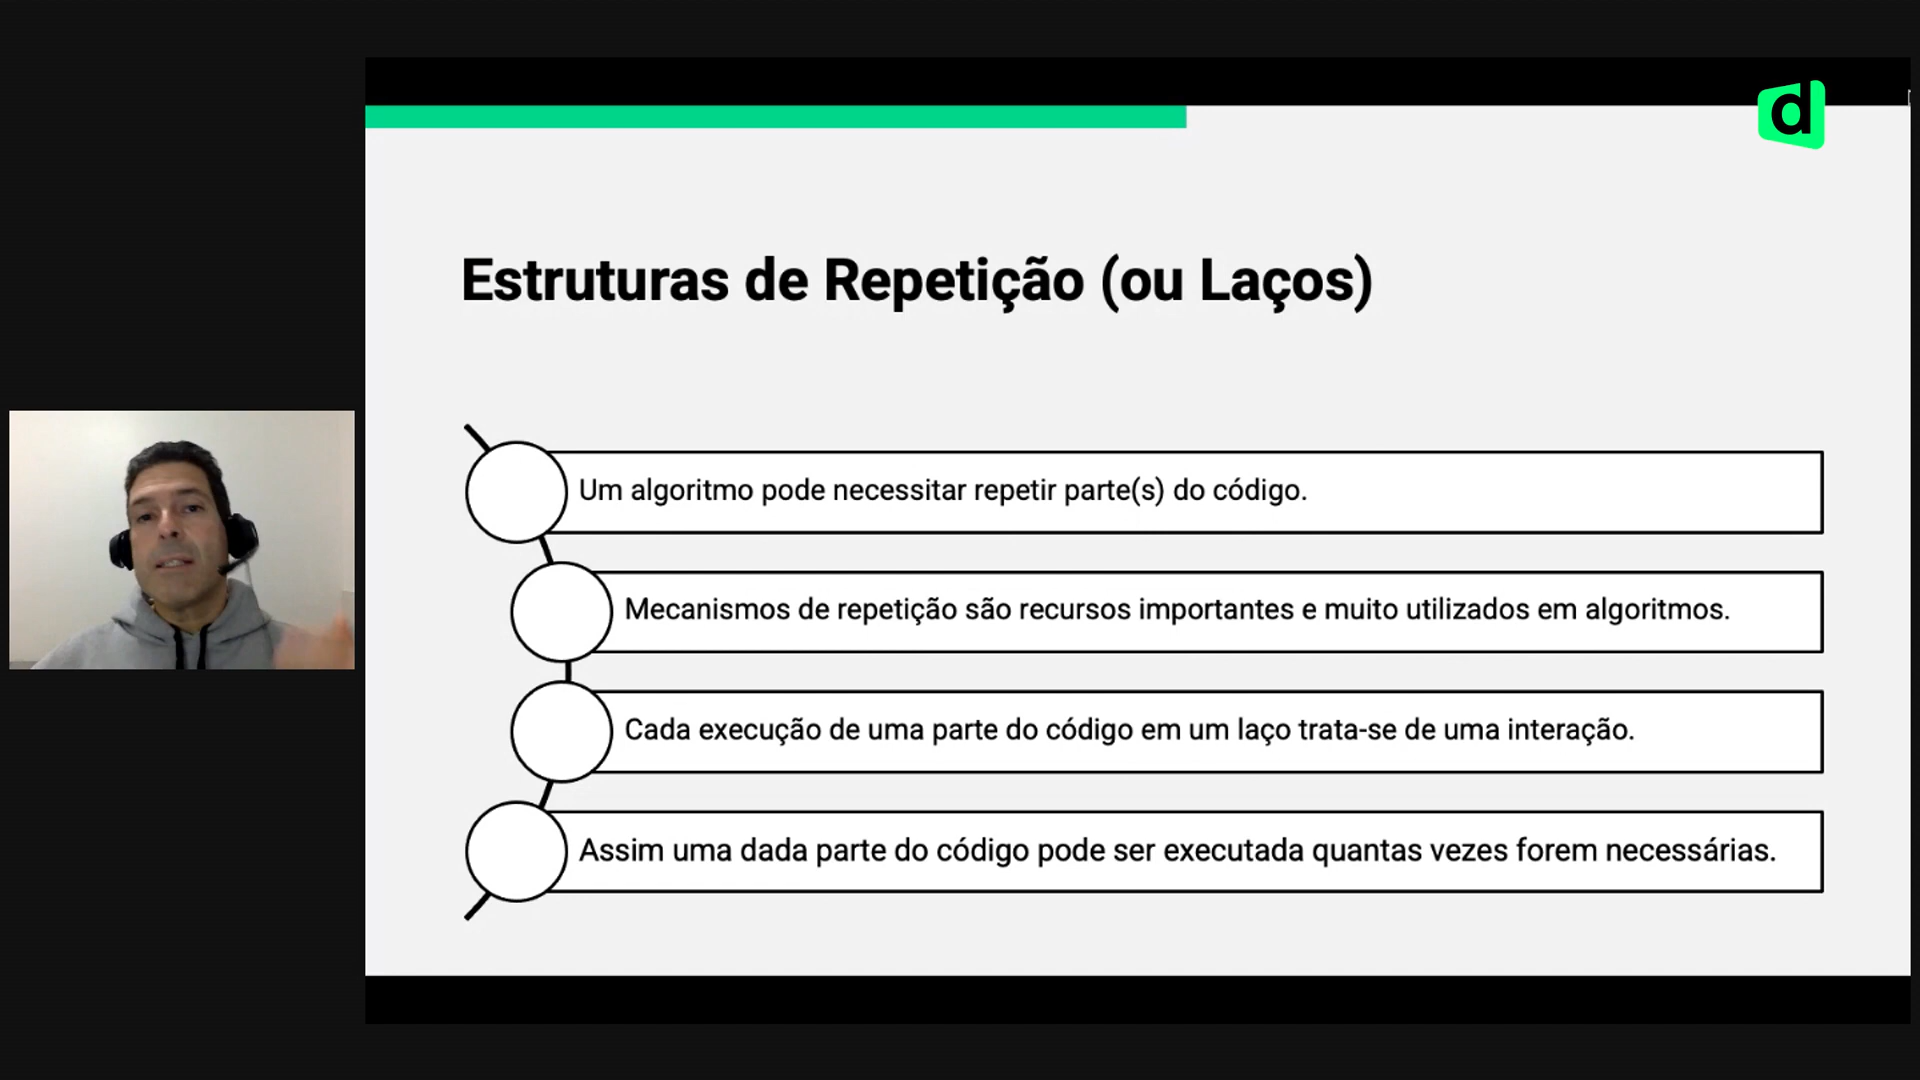 d
Estruturas de Repetição (ou Laços)
Um algoritmo pode necessitar repetir parte(s) do código.
Mecanismos de repetição são recursos importantes e muito utilizados em algoritmos.
Cada execução de uma parte do código em um laço trata-se de uma interação.
Assim uma dada parte do código pode ser executada quantas vezes forem necessárias.